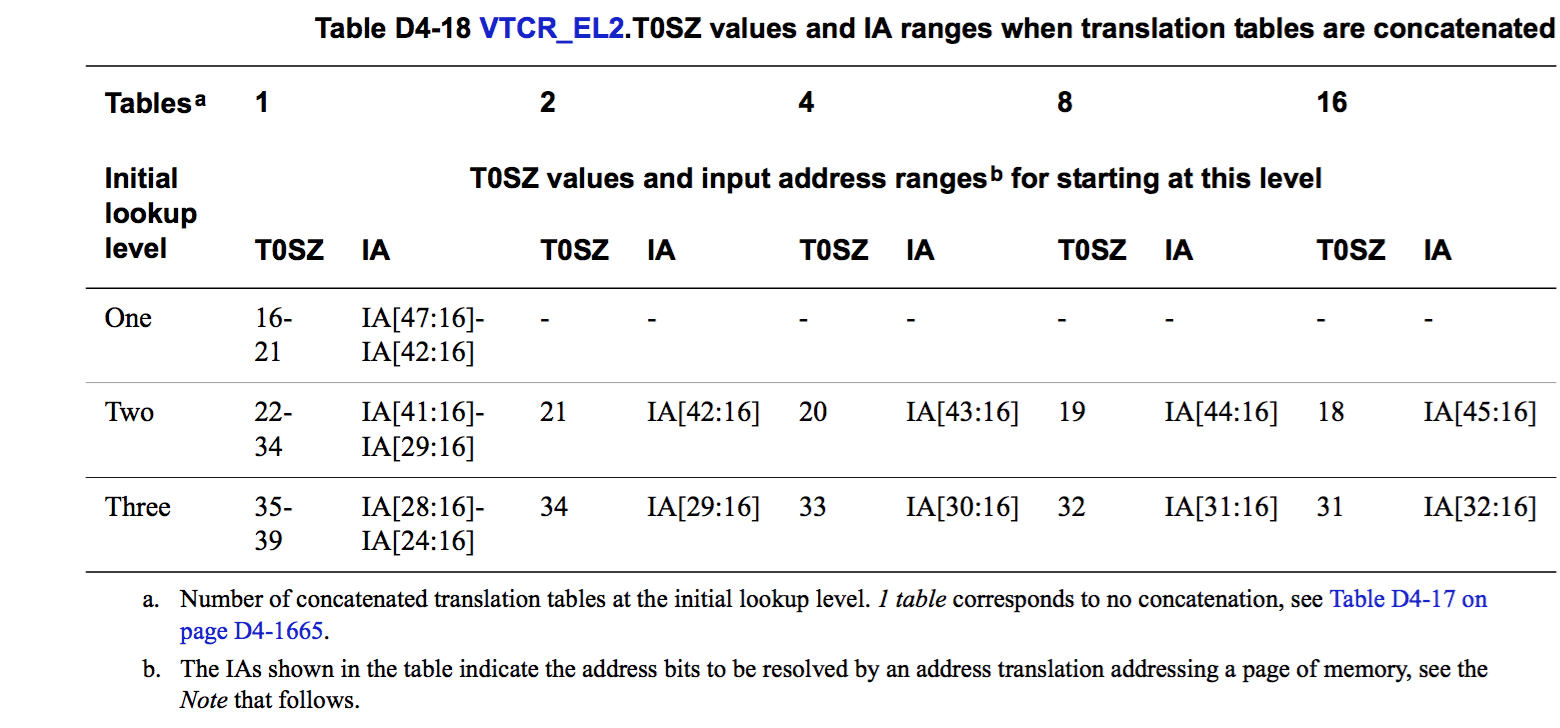 Table D4-18 VTCR_EL2.T0SZ values and IA ranges when translation tables are concatenated
Tables a 1 2 4 8 16
Initial lookup level T0SZ values and input address ranges b for starting at this level
T0SZ IA T0SZ IA T0SZ IA T0SZ IA T0SZ IA
One 16- IA[47:16]- - - - - - - - -
21 IA[42:16]
Two 22- IA[41:16]- 21 IA[42:16] 20 IA[43:16] 19 IA[44:16] 18 IA[45:16]
34 IA[29:16]
Three 35- IA[28:16]- 34 IA[29:16] 33 IA[30:16] 32 IA[31:16] 31 IA[32:16]
39 IA[24:16]
a. Number of concatenated translation tables at the initial lookup level. 1 table corresponds to no concatenation, see Table D4-17 on
page D4-1665.
b. The IAs shown in the table indicate the address bits to be resolved by an address translation addressing a page of memory, see the
Note that follows.